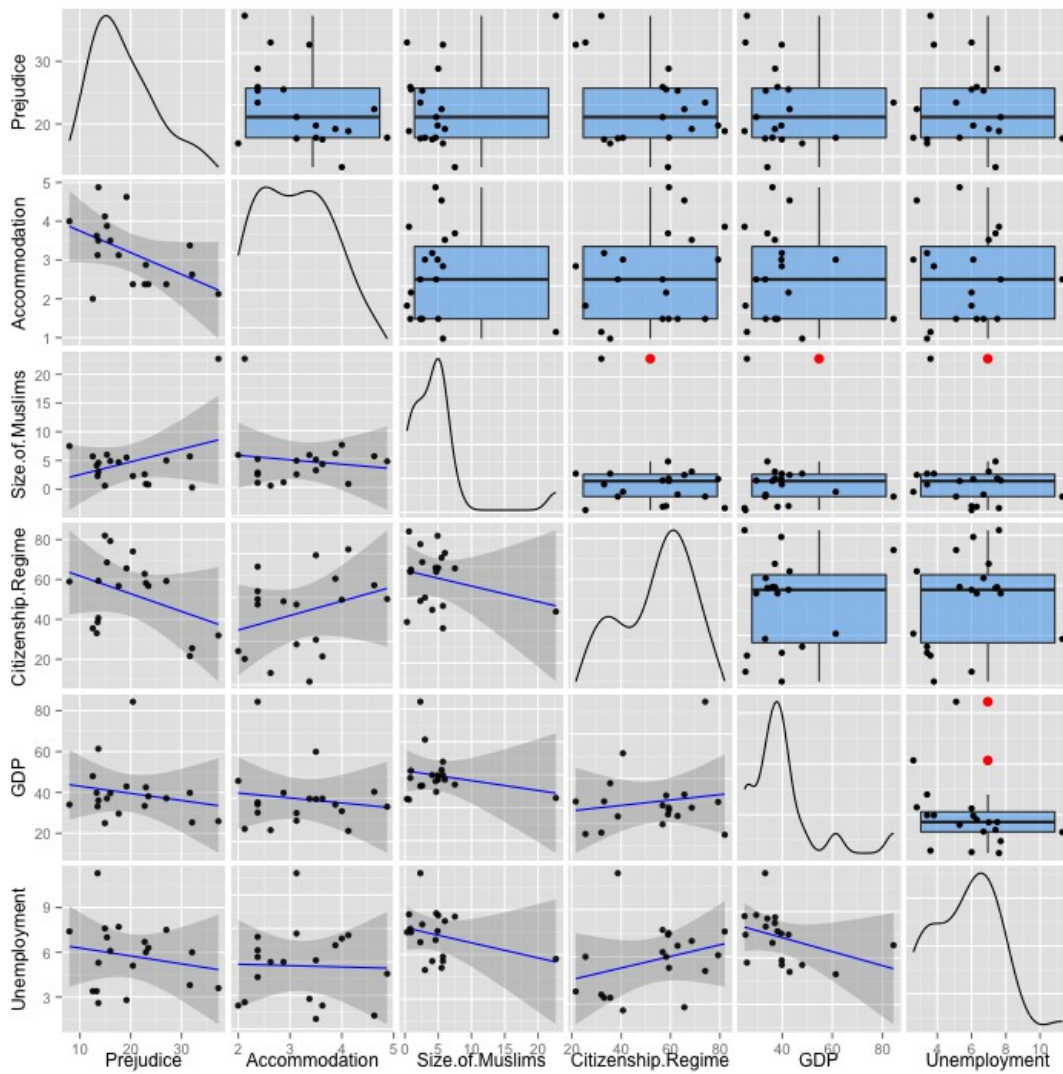 Prejudice
30
20
Accommodation
5
4
3
2
1
Size.of.Muslims
20
15
10
5
0
Citizenship.Regime
80
60
40
20
GDP
80
60
40
20
Unemployment
9
6
3
10 20 30
2 3 4 5
0 5 10 15 20
20 40 60 80
40 60 80
4 6 8 10
Prejudice Accommodation Size.of.Muslims Citizenship.Regime GDP Unemployment